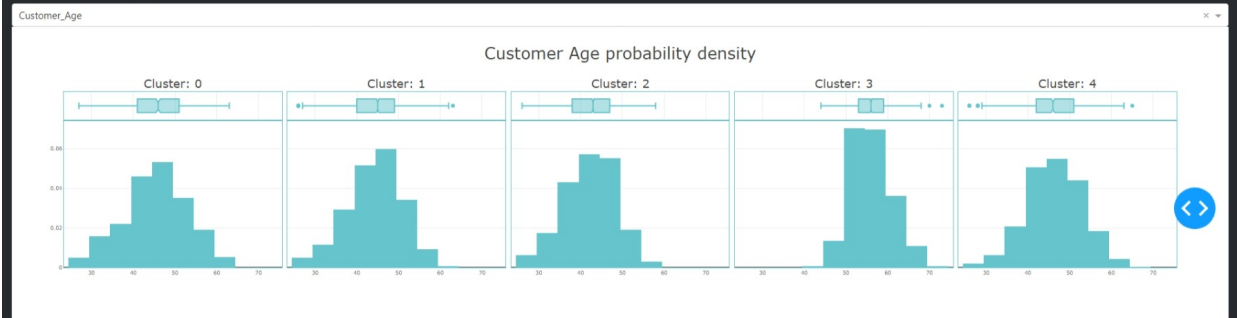 Customer_Age
Customer Age probability density
Cluster: 0 Cluster: 1 Cluster: 2 Cluster: 3 Cluster: 4
0.06
0.04
0.02
0
30 40 50 60 70 30 40 50 60 70 30 40 50 60 70 30 40 50 60 70 30 40 50 60 70